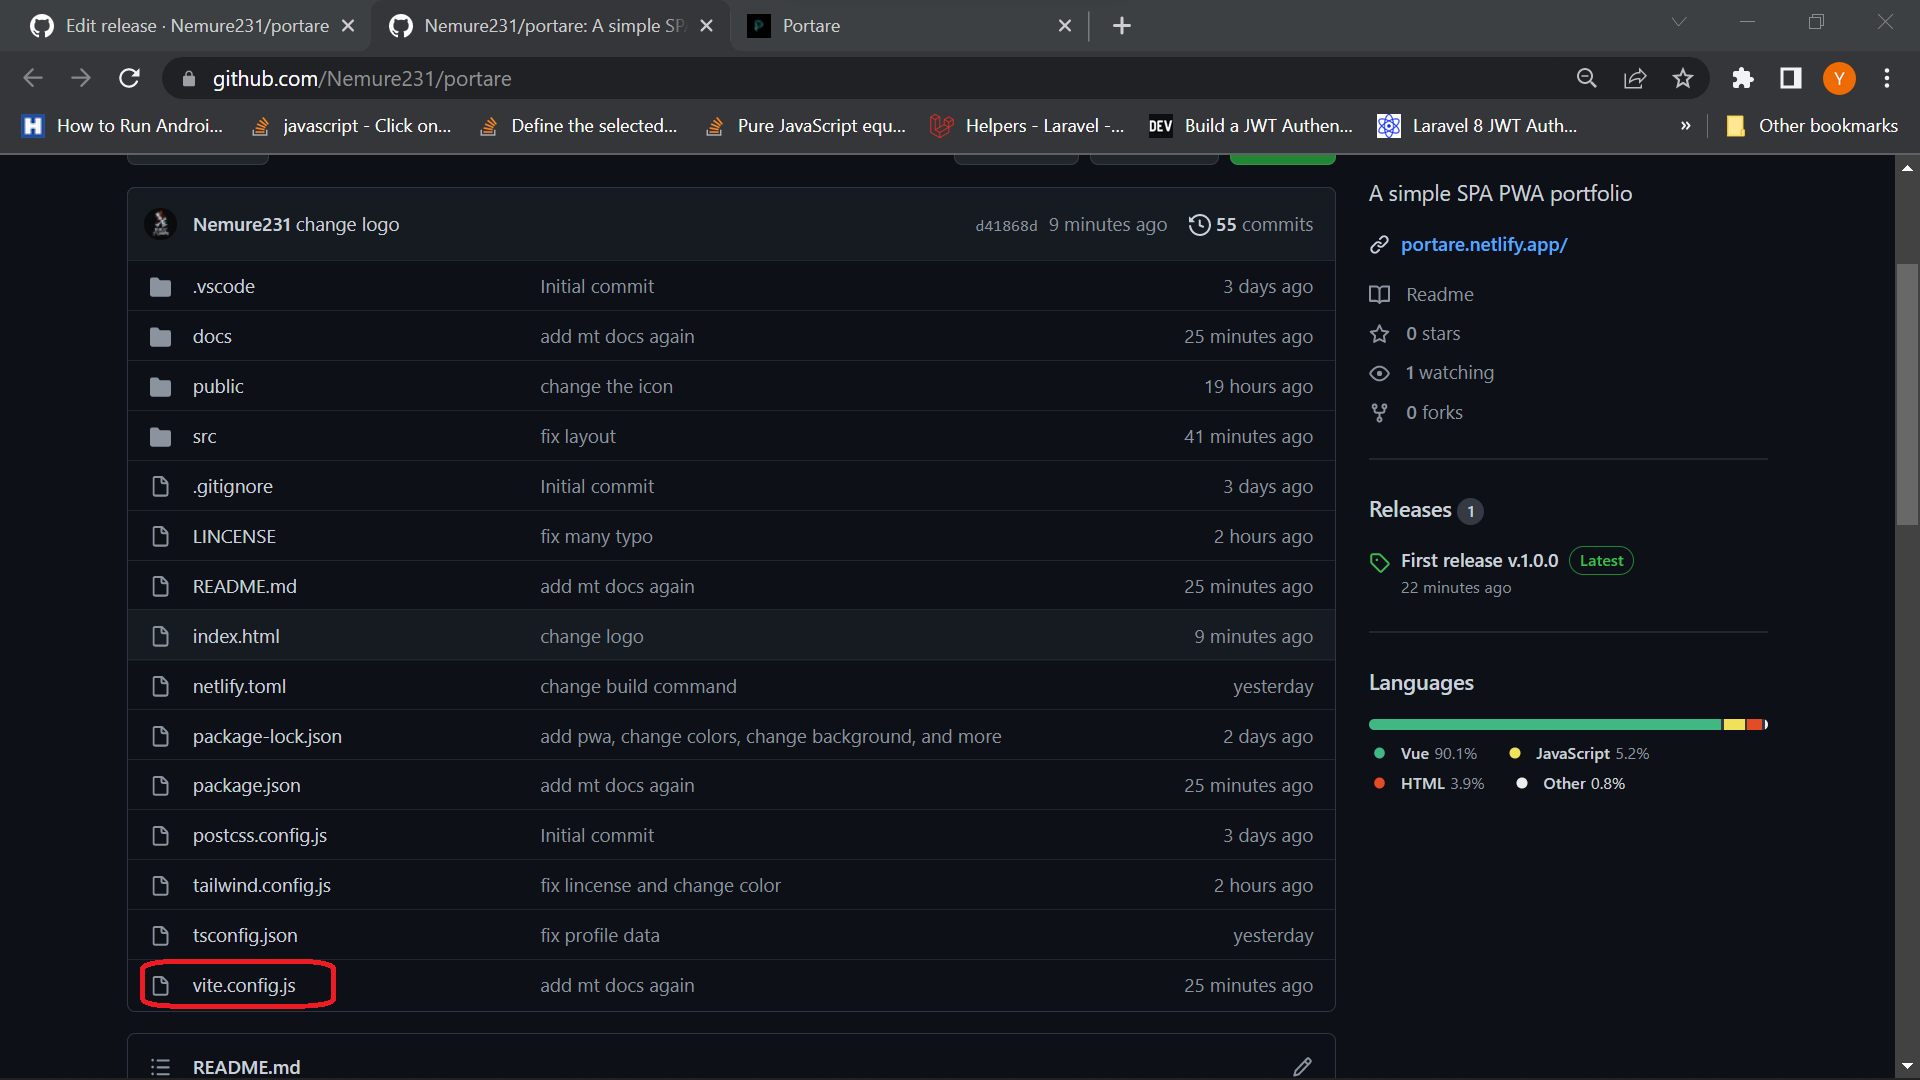 Edit release · Nemure231/portare
Nemure231/portare: A simple SP
Portare
github.com/Nemure231/portare
Y
H How to Run Androi...
javascript - Click on...
Define the selected...
Pure JavaScript equ...
Helpers - Laravel -...
DEV Build a JWT Authen...
Laravel 8 JWT Auth...
»
Other bookmarks
Nemure231 change logo d41868d 9 minutes ago 55 commits
.vscode Initial commit 3 days ago
docs add mt docs again 25 minutes ago
public change the icon 19 hours ago
src fix layout 41 minutes ago
.gitignore Initial commit 3 days ago
LINCENSE fix many typo 2 hours ago
README.md add mt docs again 25 minutes ago
index.html change logo 9 minutes ago
netlify.toml change build command yesterday
package-lock.json add pwa, change colors, change background, and more 2 days ago
package.json add mt docs again 25 minutes ago
postcss.config.js Initial commit 3 days ago
tailwind.config.js fix lincense and change color 2 hours ago
tsconfig.json fix profile data yesterday
vite.config.js add mt docs again 25 minutes ago
README.md
A simple SPA PWA portfolio
portare.netlify.app/
Readme
0 stars
1 watching
0 forks
Releases 1
First release v.1.0.0 Latest
22 minutes ago
Languages
Vue 90.1% JavaScript 5.2%
HTML 3.9% Other 0.8%